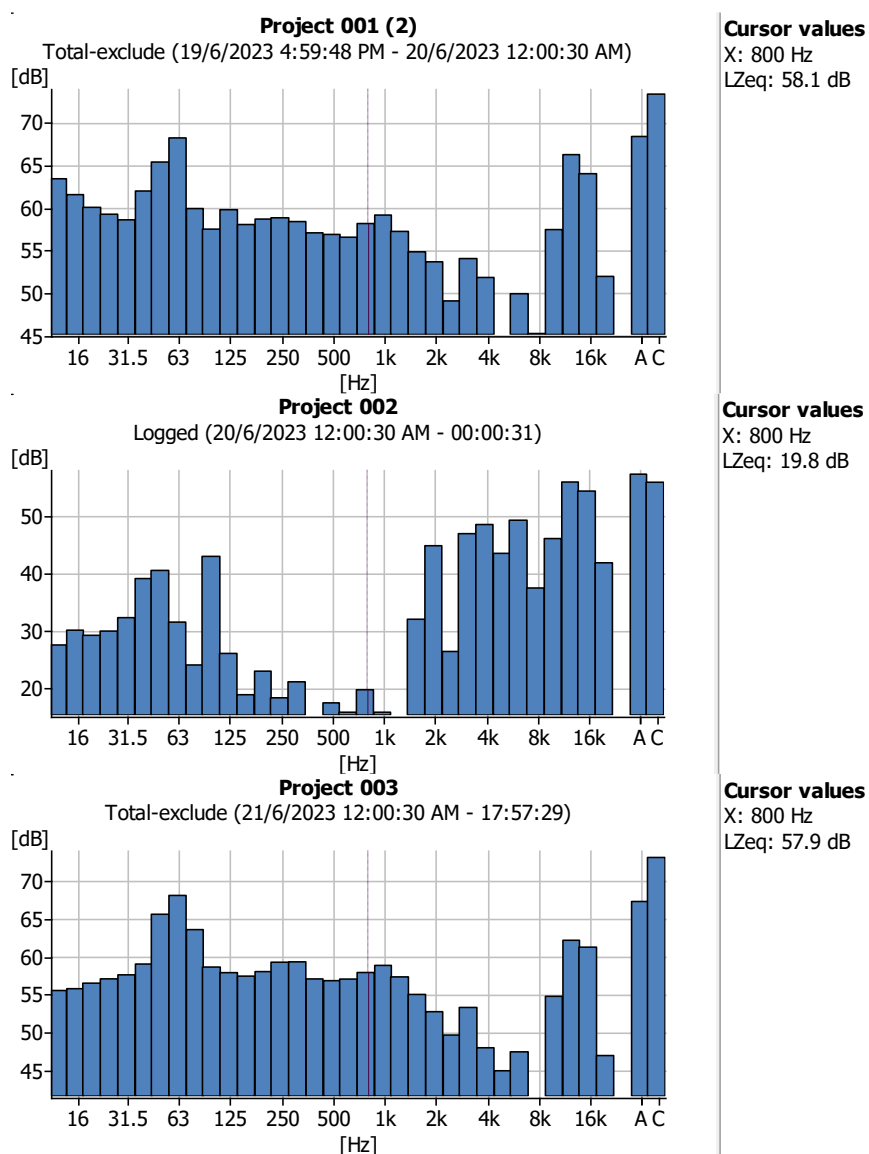 Project 001 (2)
Total-exclude (19/6/2023 4:59:48 PM - 20/6/2023 12:00:30 AM)
[dB]
70
65
60
55
50
45
16 31.5 63 125 250 500 1k 2k 4k 8k 16k A C
[Hz]
Cursor values
X: 800 Hz
LZeq: 58.1 dB
Project 002
Logged (20/6/2023 12:00:30 AM - 00:00:31)
[dB]
50
40
30
20
16 31.5 63 125 250 500 1k 2k 4k 8k 16k A C
[Hz]
Cursor values
X: 800 Hz
LZeq: 19.8 dB
Project 003
Total-exclude (21/6/2023 12:00:30 AM - 17:57:29)
[dB]
70
65
60
55
50
45
16 31.5 63 125 250 500 1k 2k 4k 8k 16k A C
[Hz]
Cursor values
X: 800 Hz
LZeq: 57.9 dB